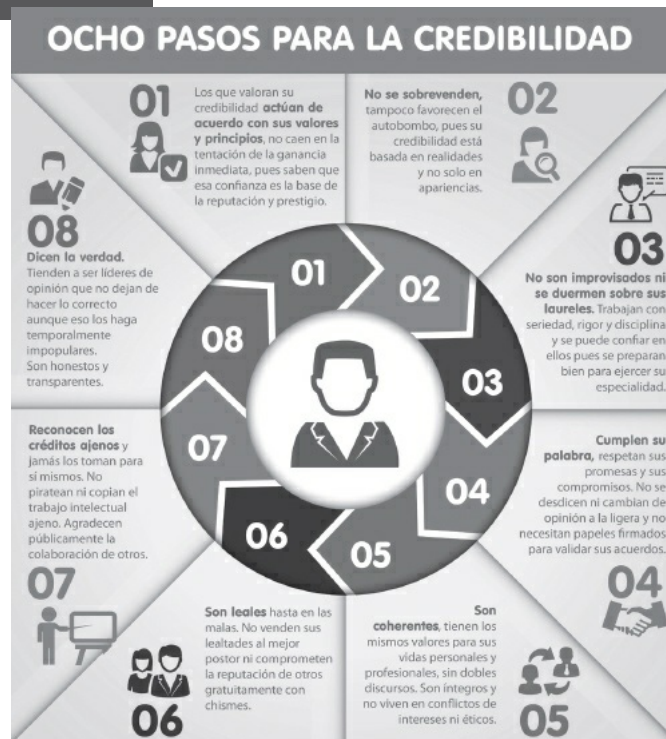 OCHO PASOS PARA LA CREDIBILIDAD
01
Los que valoran su
credibilidad actúan de
acuerdo con sus valores
y principios, no caen en la
tentación de la ganancia
inmediata, pues saben que
esa confianza es la base de
la reputación y prestigio.
02
No se sobrevenden,
tampoco favorecen el
autobombo, pues su
credibilidad está
basada en realidades
y no solo en
apariencias.
03
No son improvisados ni
se duermen sobre sus
laureles. Trabajan con
seriedad, rigor y disciplina
y se puede confiar en
ellos pues se preparan
bien para ejercer su
especialidad.
Cumplen su
palabra, respetan sus
promesas y sus
compromisos. No se
desdicen ni cambian de
opinión a la ligera y no
necesitan papeles firmados
para validar sus acuerdos.
04
Son
coherentes, tienen los
mismos valores para sus
vidas personales y
profesionales, sin dobles
discursos. Son íntegros y
no viven en conflictos de
intereses ni éticos.
05
Son leales hasta en las
malas. No venden sus
lealtades al mejor
postor ni comprometen
la reputación de otros
gratuitamente con
chismes.
06
Reconocen los
créditos ajenos y
jamás los toman para
sí mismos. No
piratean ni copian el
trabajo intelectual
ajeno. Agradecen
públicamente la
colaboración de otros.
07
08
Dicen la verdad.
Tienden a ser líderes de
opinión que no dejan de
hacer lo correcto
aunque eso los haga
temporalmente
impopulares.
Son honestos y
transparentes.
01
02
03
04
05
06
07
08